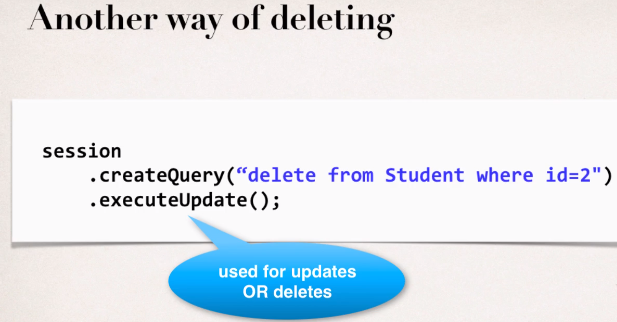 Another way of deleting
session
.createQuery(“delete from Student where id=2")
.executeUpdate();
used for updates
OR deletes